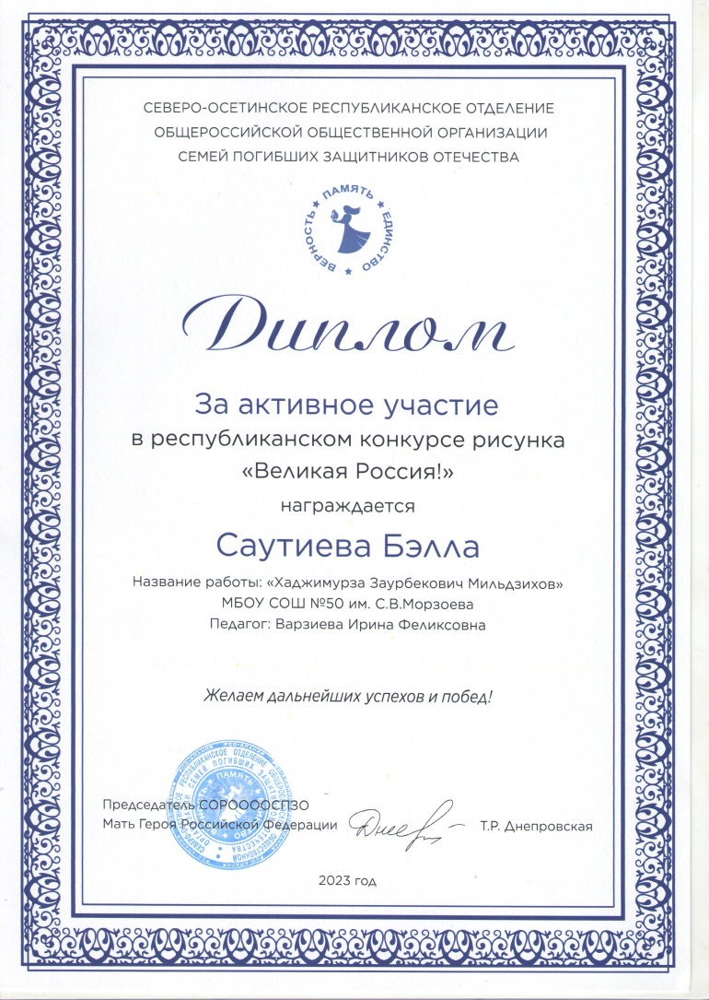 СЕВЕРО-ОСЕТИНСКОЕ РЕСПУБЛИКАНСКОЕ ОТДЕЛЕНИЕ
ОБЩЕРОССИЙСКОЙ ОБЩЕСТВЕННОЙ ОРГАНИЗАЦИИ
СЕМЕЙ ПОГИБШИХ ЗАЩИТНИКОВ ОТЕЧЕСТВА
ВЕРНОСТЬ ★ ПАМЯТЬ ★ ЕДИНСТВО ★
Диплом
За активное участие
в республиканском конкурсе рисунка
«Великая Россия!»
награждается
Саутиева Бэлла
Название работы: «Хаджимурза Заурбекович Мильдзихов»
МБОУ СОШ №50 им. С.В.Морзоева
Педагог: Варзиева Ирина Феликсовна
Желаем дальнейших успехов и побед!
Председатель СОРООООСПЗО
Мать Героя Российской Федерации Т.Р. Днепровская
2023 год